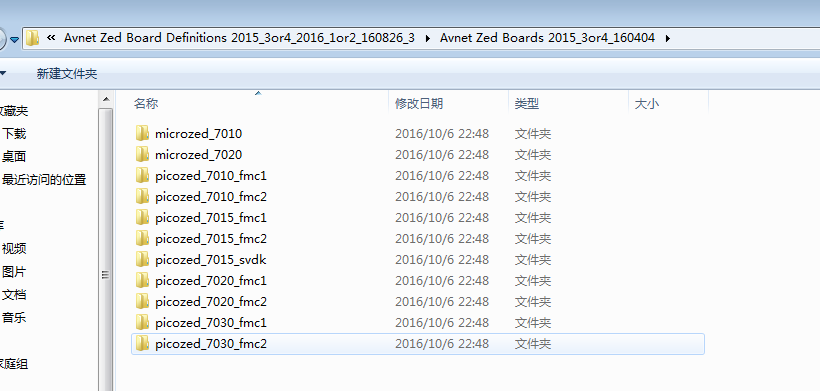 « Avnet Zed Board Definitions 2015_3or4_2016_1or2_160826_3 ▸ Avnet Zed Boards 2015_3or4_160404 ▸
新建文件夹
名称 修改日期 类型 大小
收藏夹
下载
桌面
最近访问的位置
库
视频
图片
文档
音乐
家庭组
microzed_7010 2016/10/6 22:48 文件夹
microzed_7020 2016/10/6 22:48 文件夹
picozed_7010_fmc1 2016/10/6 22:48 文件夹
picozed_7010_fmc2 2016/10/6 22:48 文件夹
picozed_7015_fmc1 2016/10/6 22:48 文件夹
picozed_7015_fmc2 2016/10/6 22:48 文件夹
picozed_7015_svdk 2016/10/6 22:48 文件夹
picozed_7020_fmc1 2016/10/6 22:48 文件夹
picozed_7020_fmc2 2016/10/6 22:48 文件夹
picozed_7030_fmc1 2016/10/6 22:48 文件夹
picozed_7030_fmc2 2016/10/6 22:48 文件夹